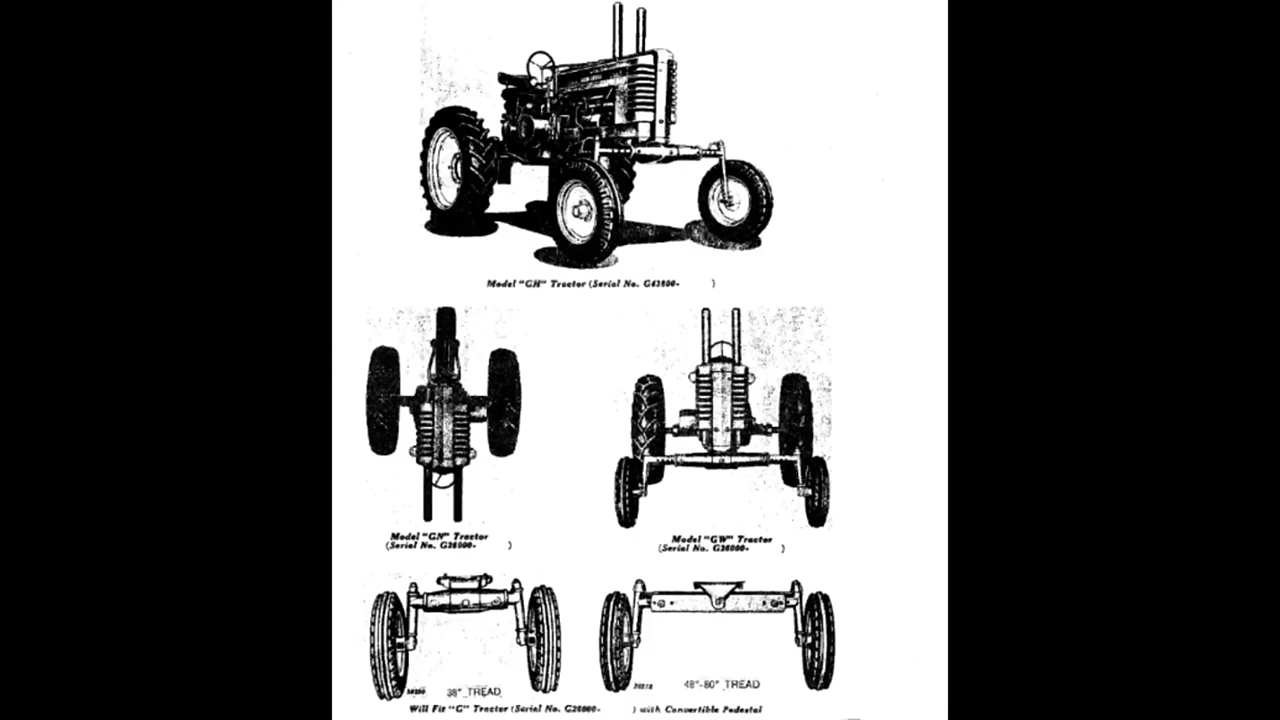 Model "GH" Tractor (Serial No. G43800-        )
Model "GN" Tractor
(Serial No. G26000-        )
Model "GW" Tractor
(Serial No. G26000-        )
38" TREAD
48"-80" TREAD
Will Fit "G" Tractor (Serial No. G26000-        ) with Convertible Pedestal